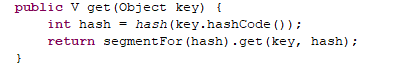 public V get(Object key) {
    int hash = hash(key.hashCode());
    return segmentFor(hash).get(key, hash);
}